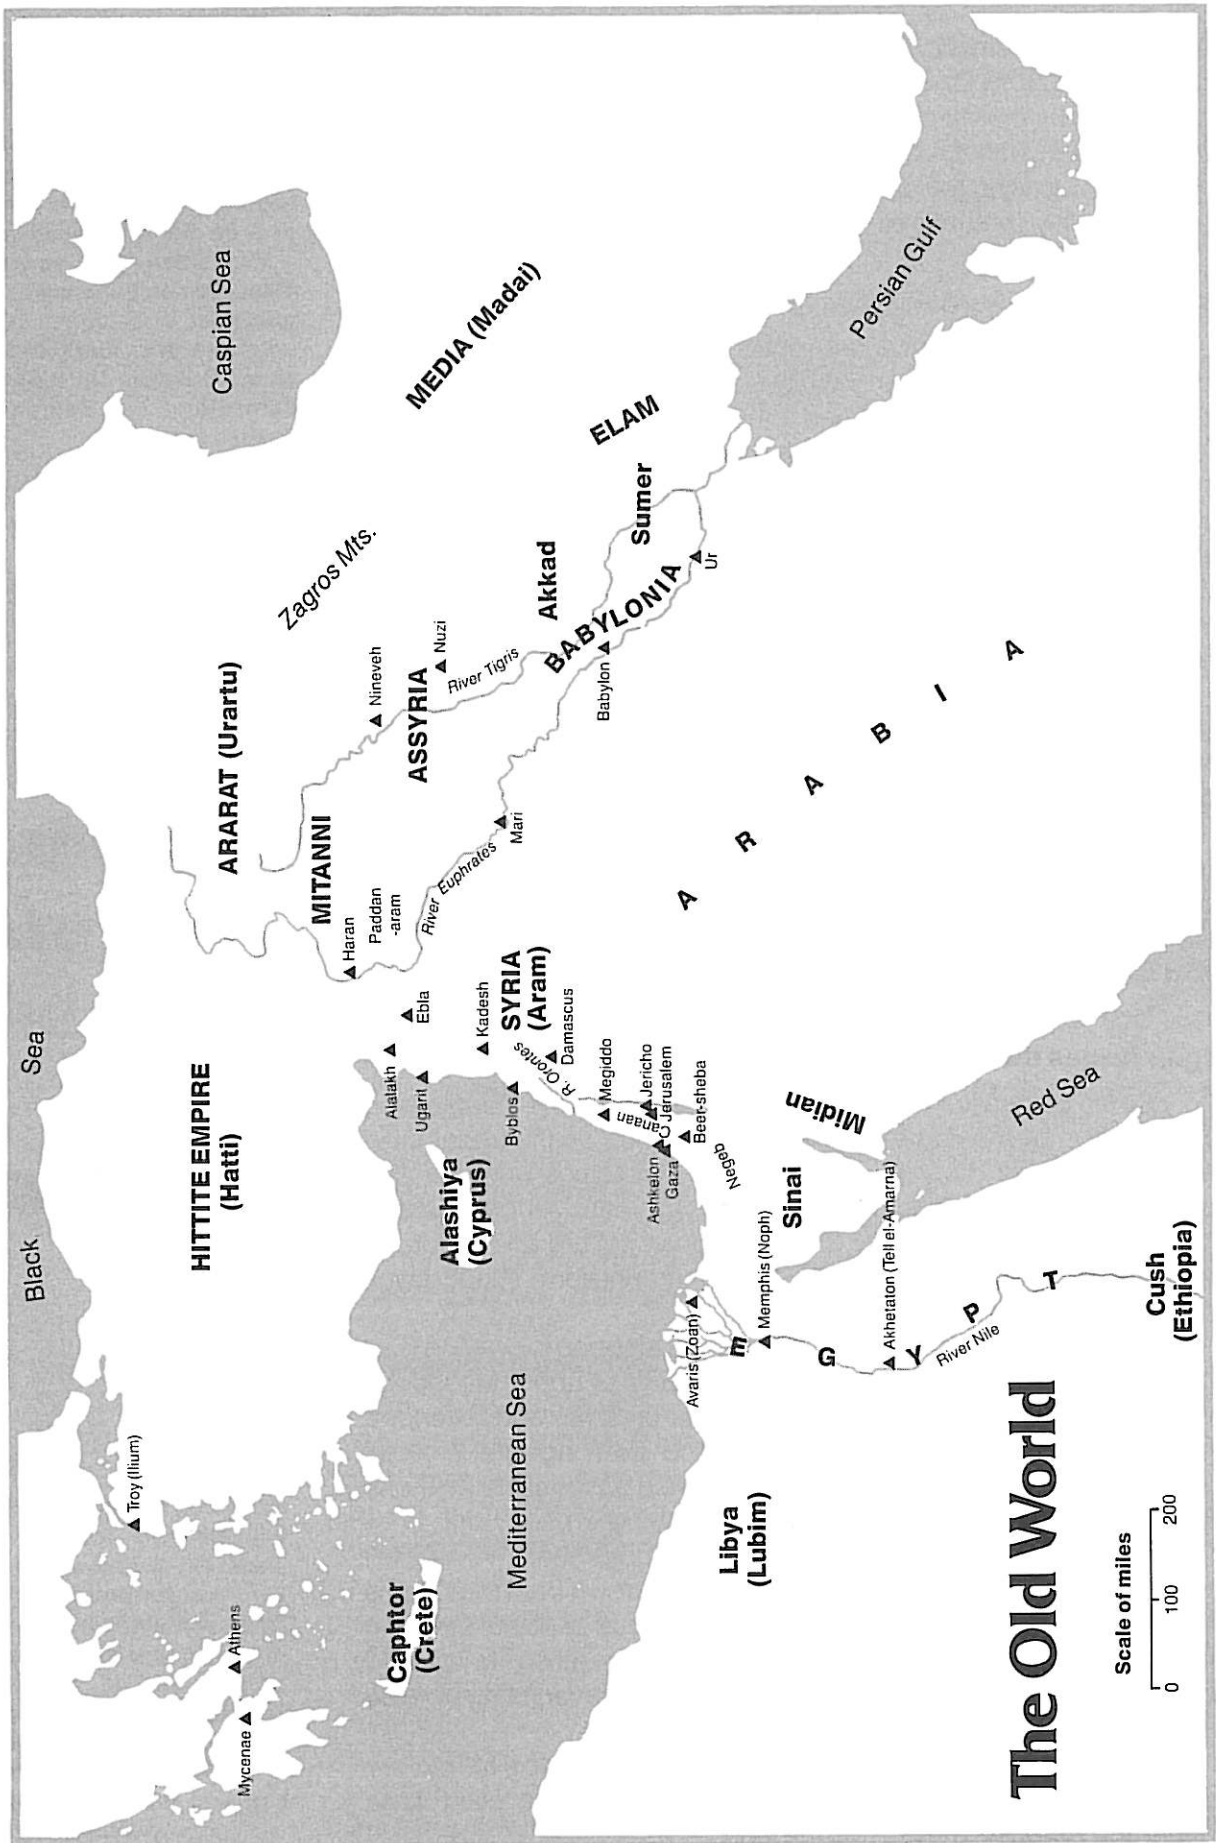 Black Sea
Caspian Sea
Troy (Ilium)
Athens
Mycenae
HITTITE EMPIRE
(Hatti)
ARARAT (Urartu)
Zagros Mts.
MITANNI
Haran
Paddan
-aram
Nineveh
ASSYRIA
Nuzi
River Tigris
MEDIA (Madai)
Caphtor
(Crete)
Alashiya
(Cyprus)
Alalakh
Ebla
Ugarit
Kadesh
River Euphrates
Mari
SYRIA
(Aram)
Byblos
R. Orontes
Damascus
Akkad
BABYLONIA
Babylon
Sumer
ELAM
Ur
Mediterranean Sea
Megiddo
Canaan
Jericho
Jerusalem
Ashkelon
Gaza
Beer-sheba
Negeb
Persian Gulf
ARABIA
Avaris (Zoan)
Memphis (Noph)
Sinai
Midian
Libya
(Lubim)
EGYPT
Akhetaton (Tell el-Amarna)
River Nile
Red Sea
Cush
(Ethiopia)
The Old World
Scale of miles
0 100 200